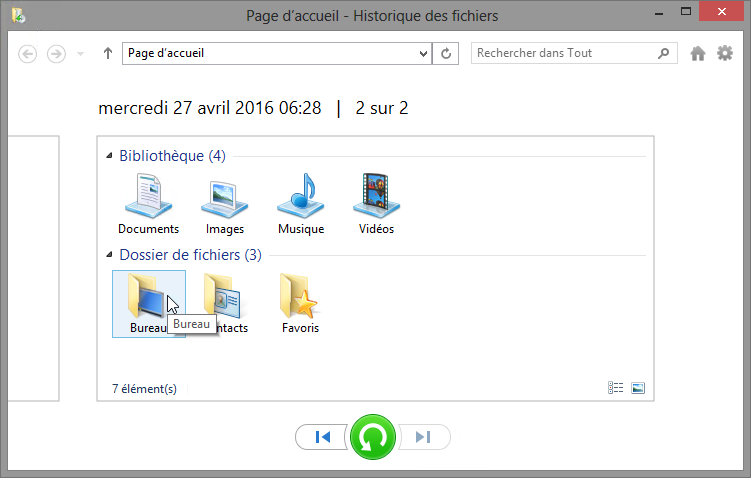 Page d'accueil - Historique des fichiers
Page d'accueil
Rechercher dans Tout
mercredi 27 avril 2016 06:28 | 2 sur 2
Bibliothèque (4)
Documents Images Musique Vidéos
Dossier de fichiers (3)
Bureau ntacts Favoris
Bureau
7 élément(s)